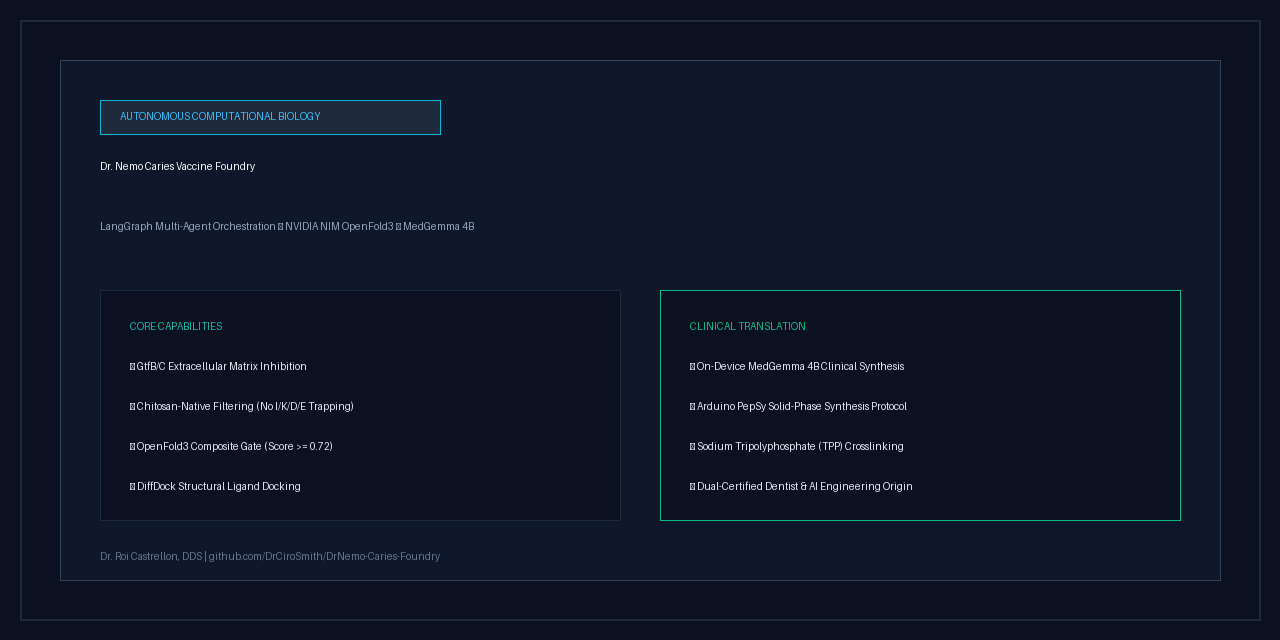 AUTONOMOUS COMPUTATIONAL BIOLOGY
Dr. Nemo Caries Vaccine Foundry
LangGraph Multi-Agent Orchestration NVIDIA NIM OpenFold3 MedGemma 4B
CORE CAPABILITIES
GtfB/C Extracellular Matrix Inhibition
Chitosan-Native Filtering (No I/K/D/E Trapping)
OpenFold3 Composite Gate (Score >= 0.72)
DiffDock Structural Ligand Docking
CLINICAL TRANSLATION
On-Device MedGemma 4B Clinical Synthesis
Arduino PepSy Solid-Phase Synthesis Protocol
Sodium Tripolyphosphate (TPP) Crosslinking
Dual-Certified Dentist & AI Engineering Origin
Dr. Roi Castrellon, DDS | github.com/DrCiroSmith/DrNemo-Caries-Foundry